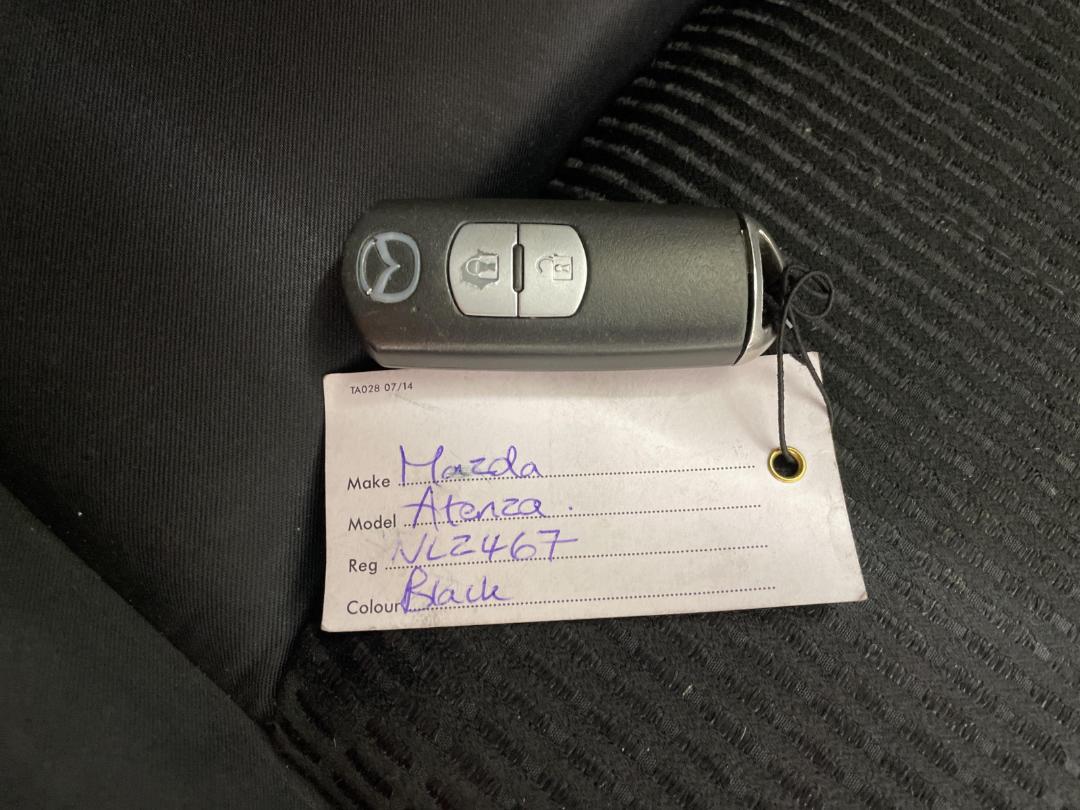 TA028 07/14
Make Mazda
Model Atenza.
Reg NLZ467
Colour Black